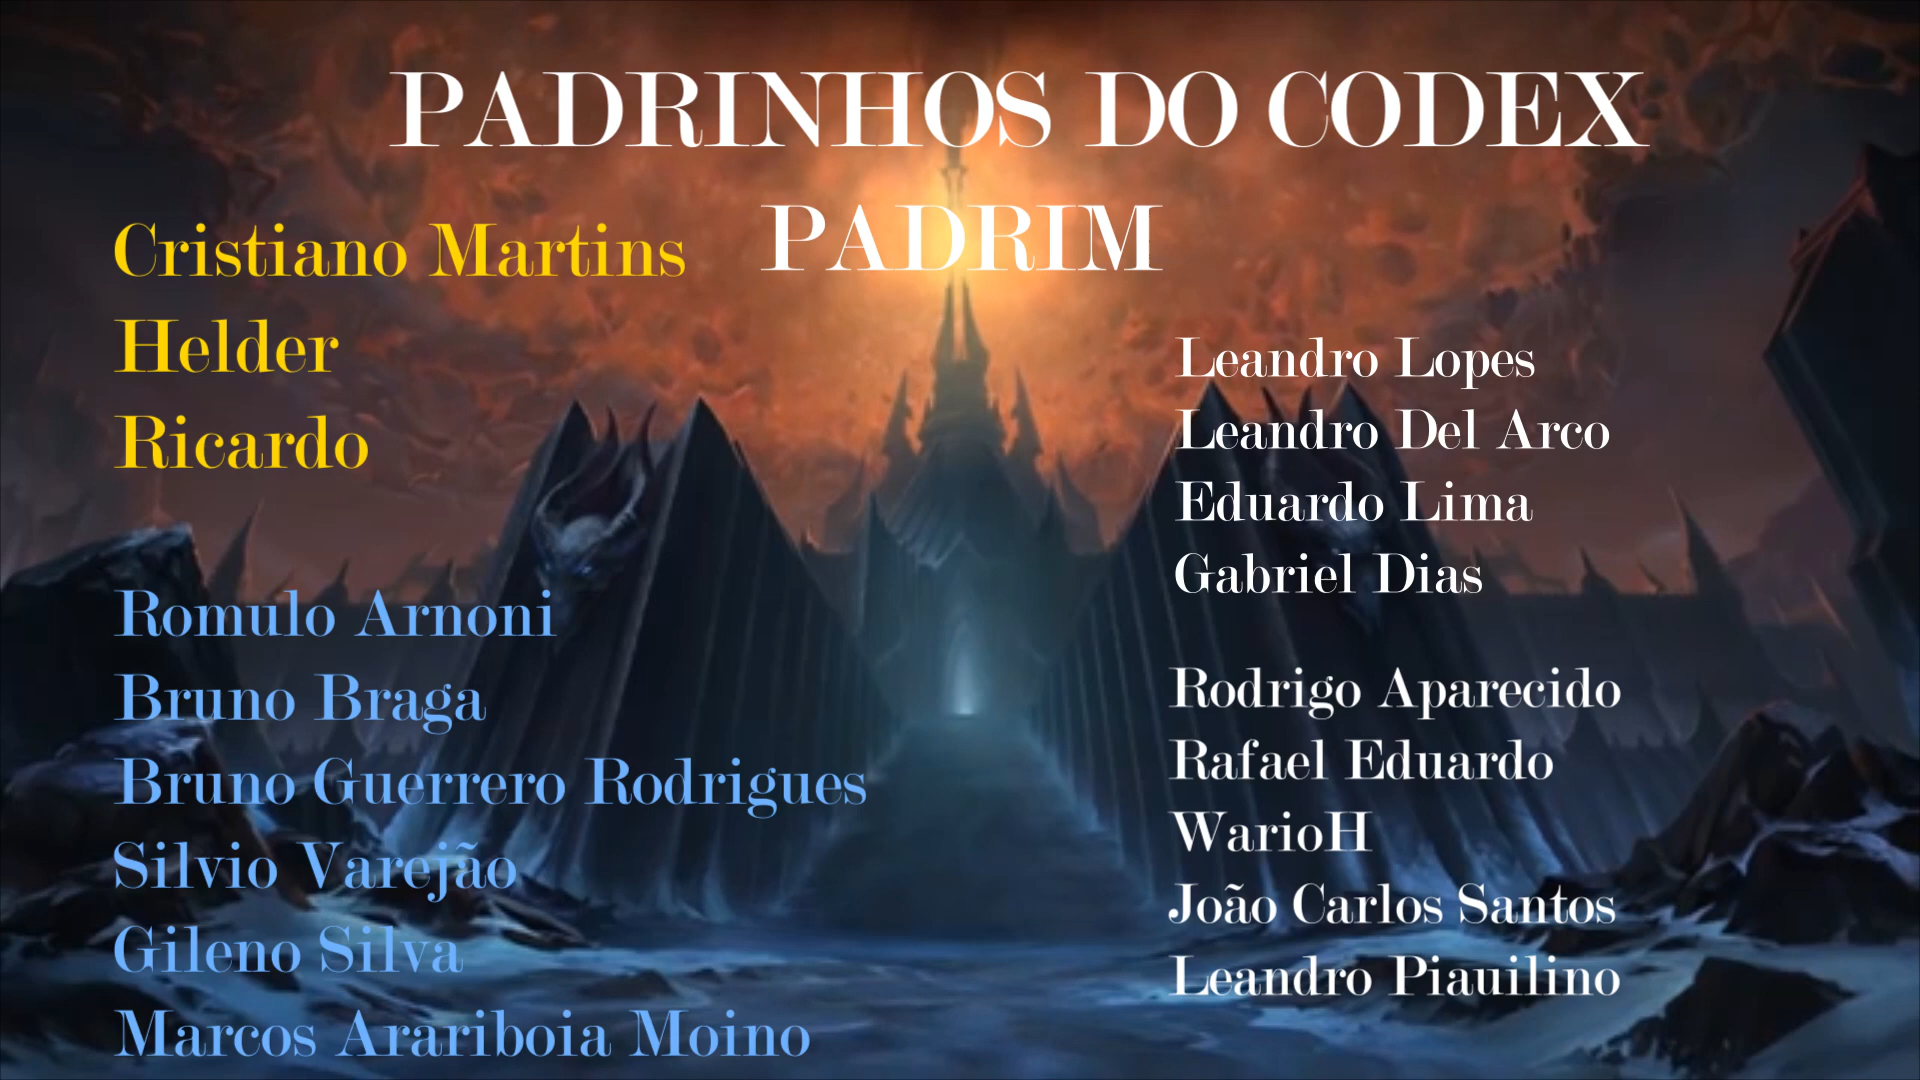 PADRINHOS DO CODEX
PADRIM
Cristiano Martins
Helder
Ricardo
Romulo Arnoni
Bruno Braga
Bruno Guerrero Rodrigues
Silvio Varejão
Gileno Silva
Marcos Arariboia Moino
Leandro Lopes
Leandro Del Arco
Eduardo Lima
Gabriel Dias
Rodrigo Aparecido
Rafael Eduardo
WarioH
João Carlos Santos
Leandro Piauilino